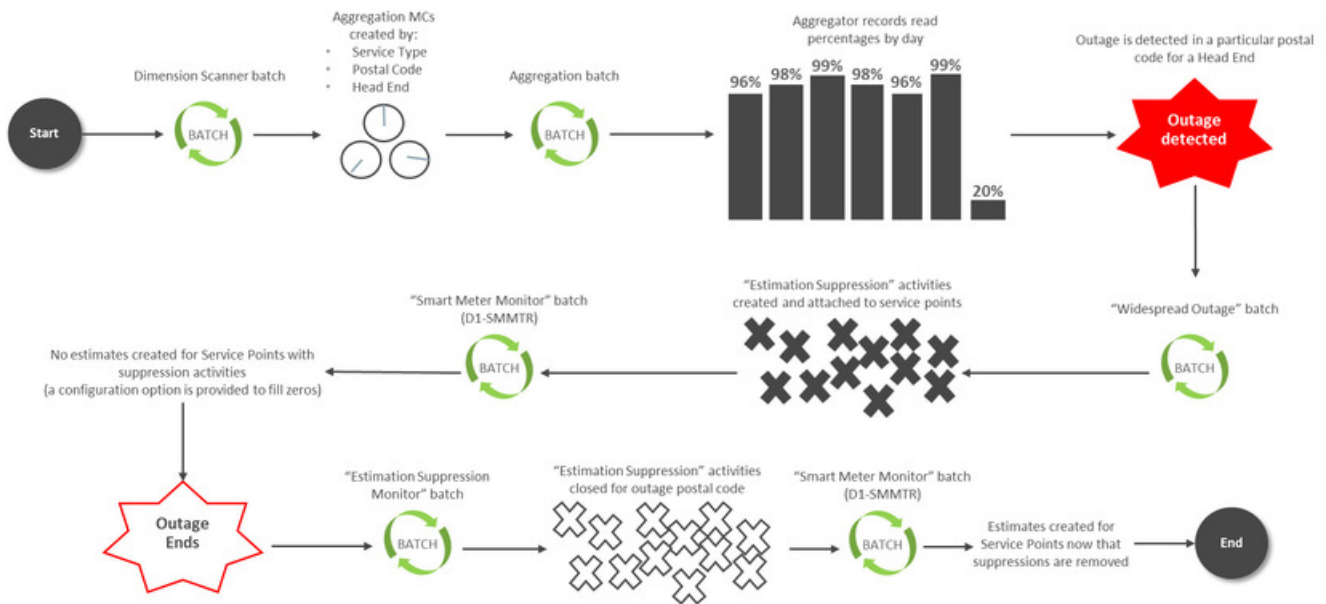 Aggregation MCs
created by:
• Service Type
• Postal Code
• Head End
Dimension Scanner batch
Aggregation batch
Aggregator records read
percentages by day
Outage is detected in a particular postal
code for a Head End
Start
BATCH
BATCH
96%
98%
99%
98%
96%
99%
20%
Outage
detected
"Widespread Outage" batch
BATCH
"Estimation Suppression" activities
created and attached to service points
"Smart Meter Monitor" batch
(D1-SMMTR)
BATCH
No estimates created for Service Points with
suppression activities
(a configuration option is provided to fill zeros)
Outage
Ends
"Estimation Suppression
Monitor" batch
BATCH
"Estimation Suppression" activities
closed for outage postal code
"Smart Meter Monitor" batch
(D1-SMMTR)
BATCH
Estimates created for
Service Points now that
suppressions are removed
End